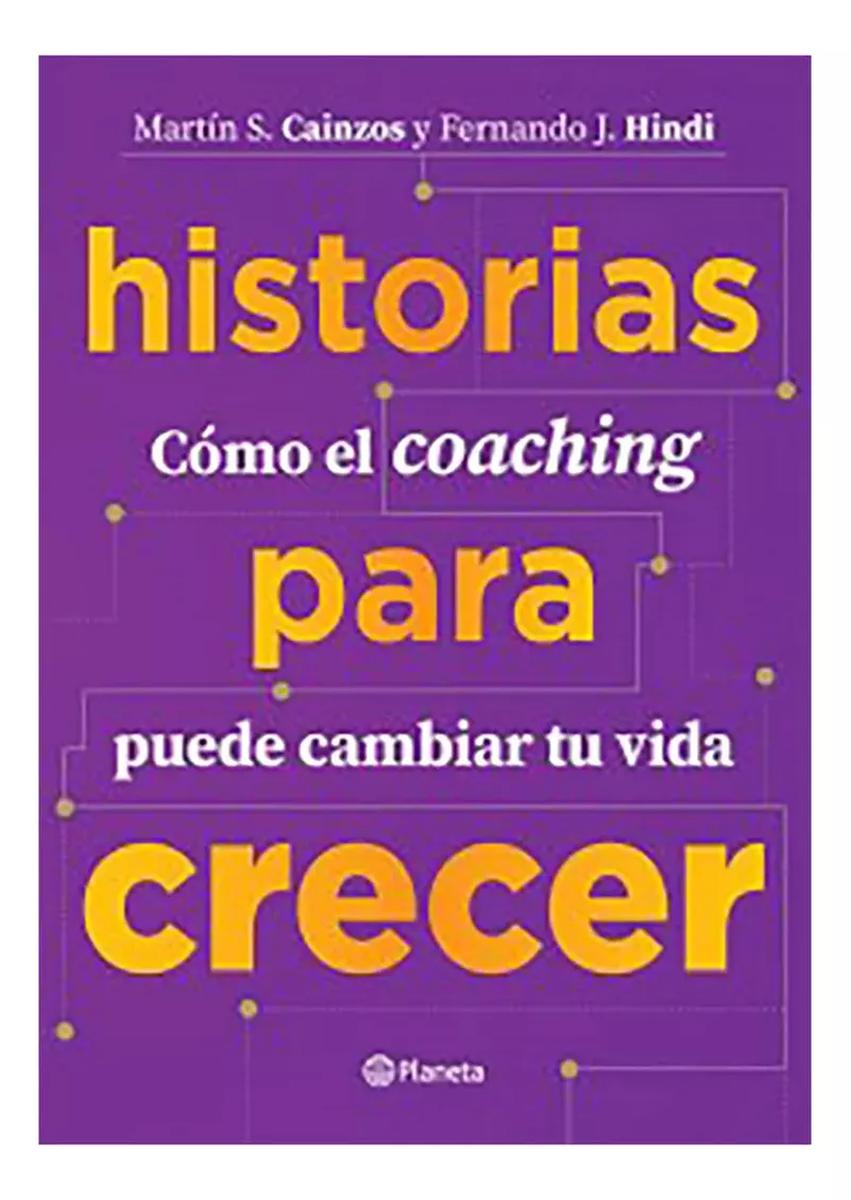 Martín S. Cainzos y Fernando J. Hindi
historias
Cómo el coaching
para
puede cambiar tu vida
crecer
Planeta